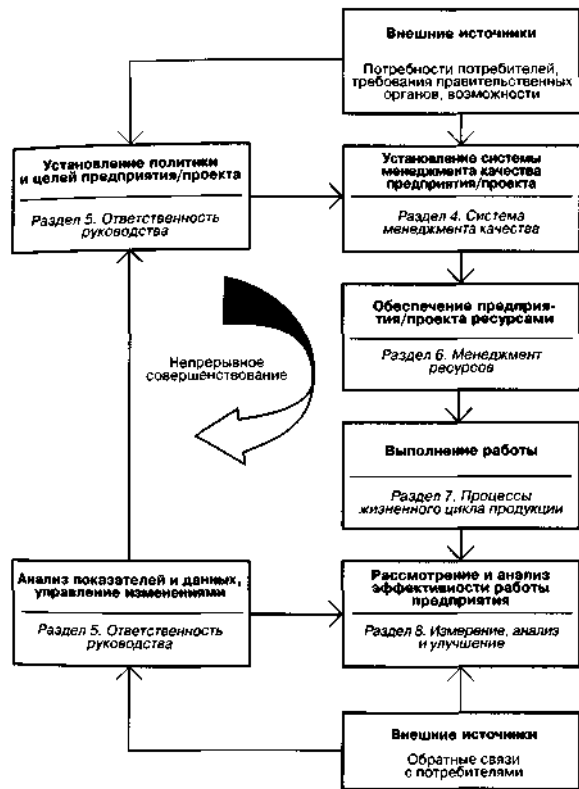 Внешние источники
Потребности потребителей,
требования правительственных
органов, возможности
Установление политики
и целей предприятия/проекта
Раздел 5. Ответственность
руководства
Установление системы
менеджмента качества
предприятия/проекта
Раздел 4. Система
менеджмента качества
Обеспечение предприя-
тия/проекта ресурсами
Раздел 6. Менеджмент
ресурсов
Непрерывное
совершенствование
Выполнение работы
Раздел 7. Процессы
жизненного цикла продукции
Анализ показателей и данных,
управление изменениями
Раздел 5. Ответственность
руководства
Рассмотрение и анализ
эффективности работы
предприятия
Раздел 8. Измерение, анализ
и улучшение
Внешние источники
Обратные связи
с потребителями